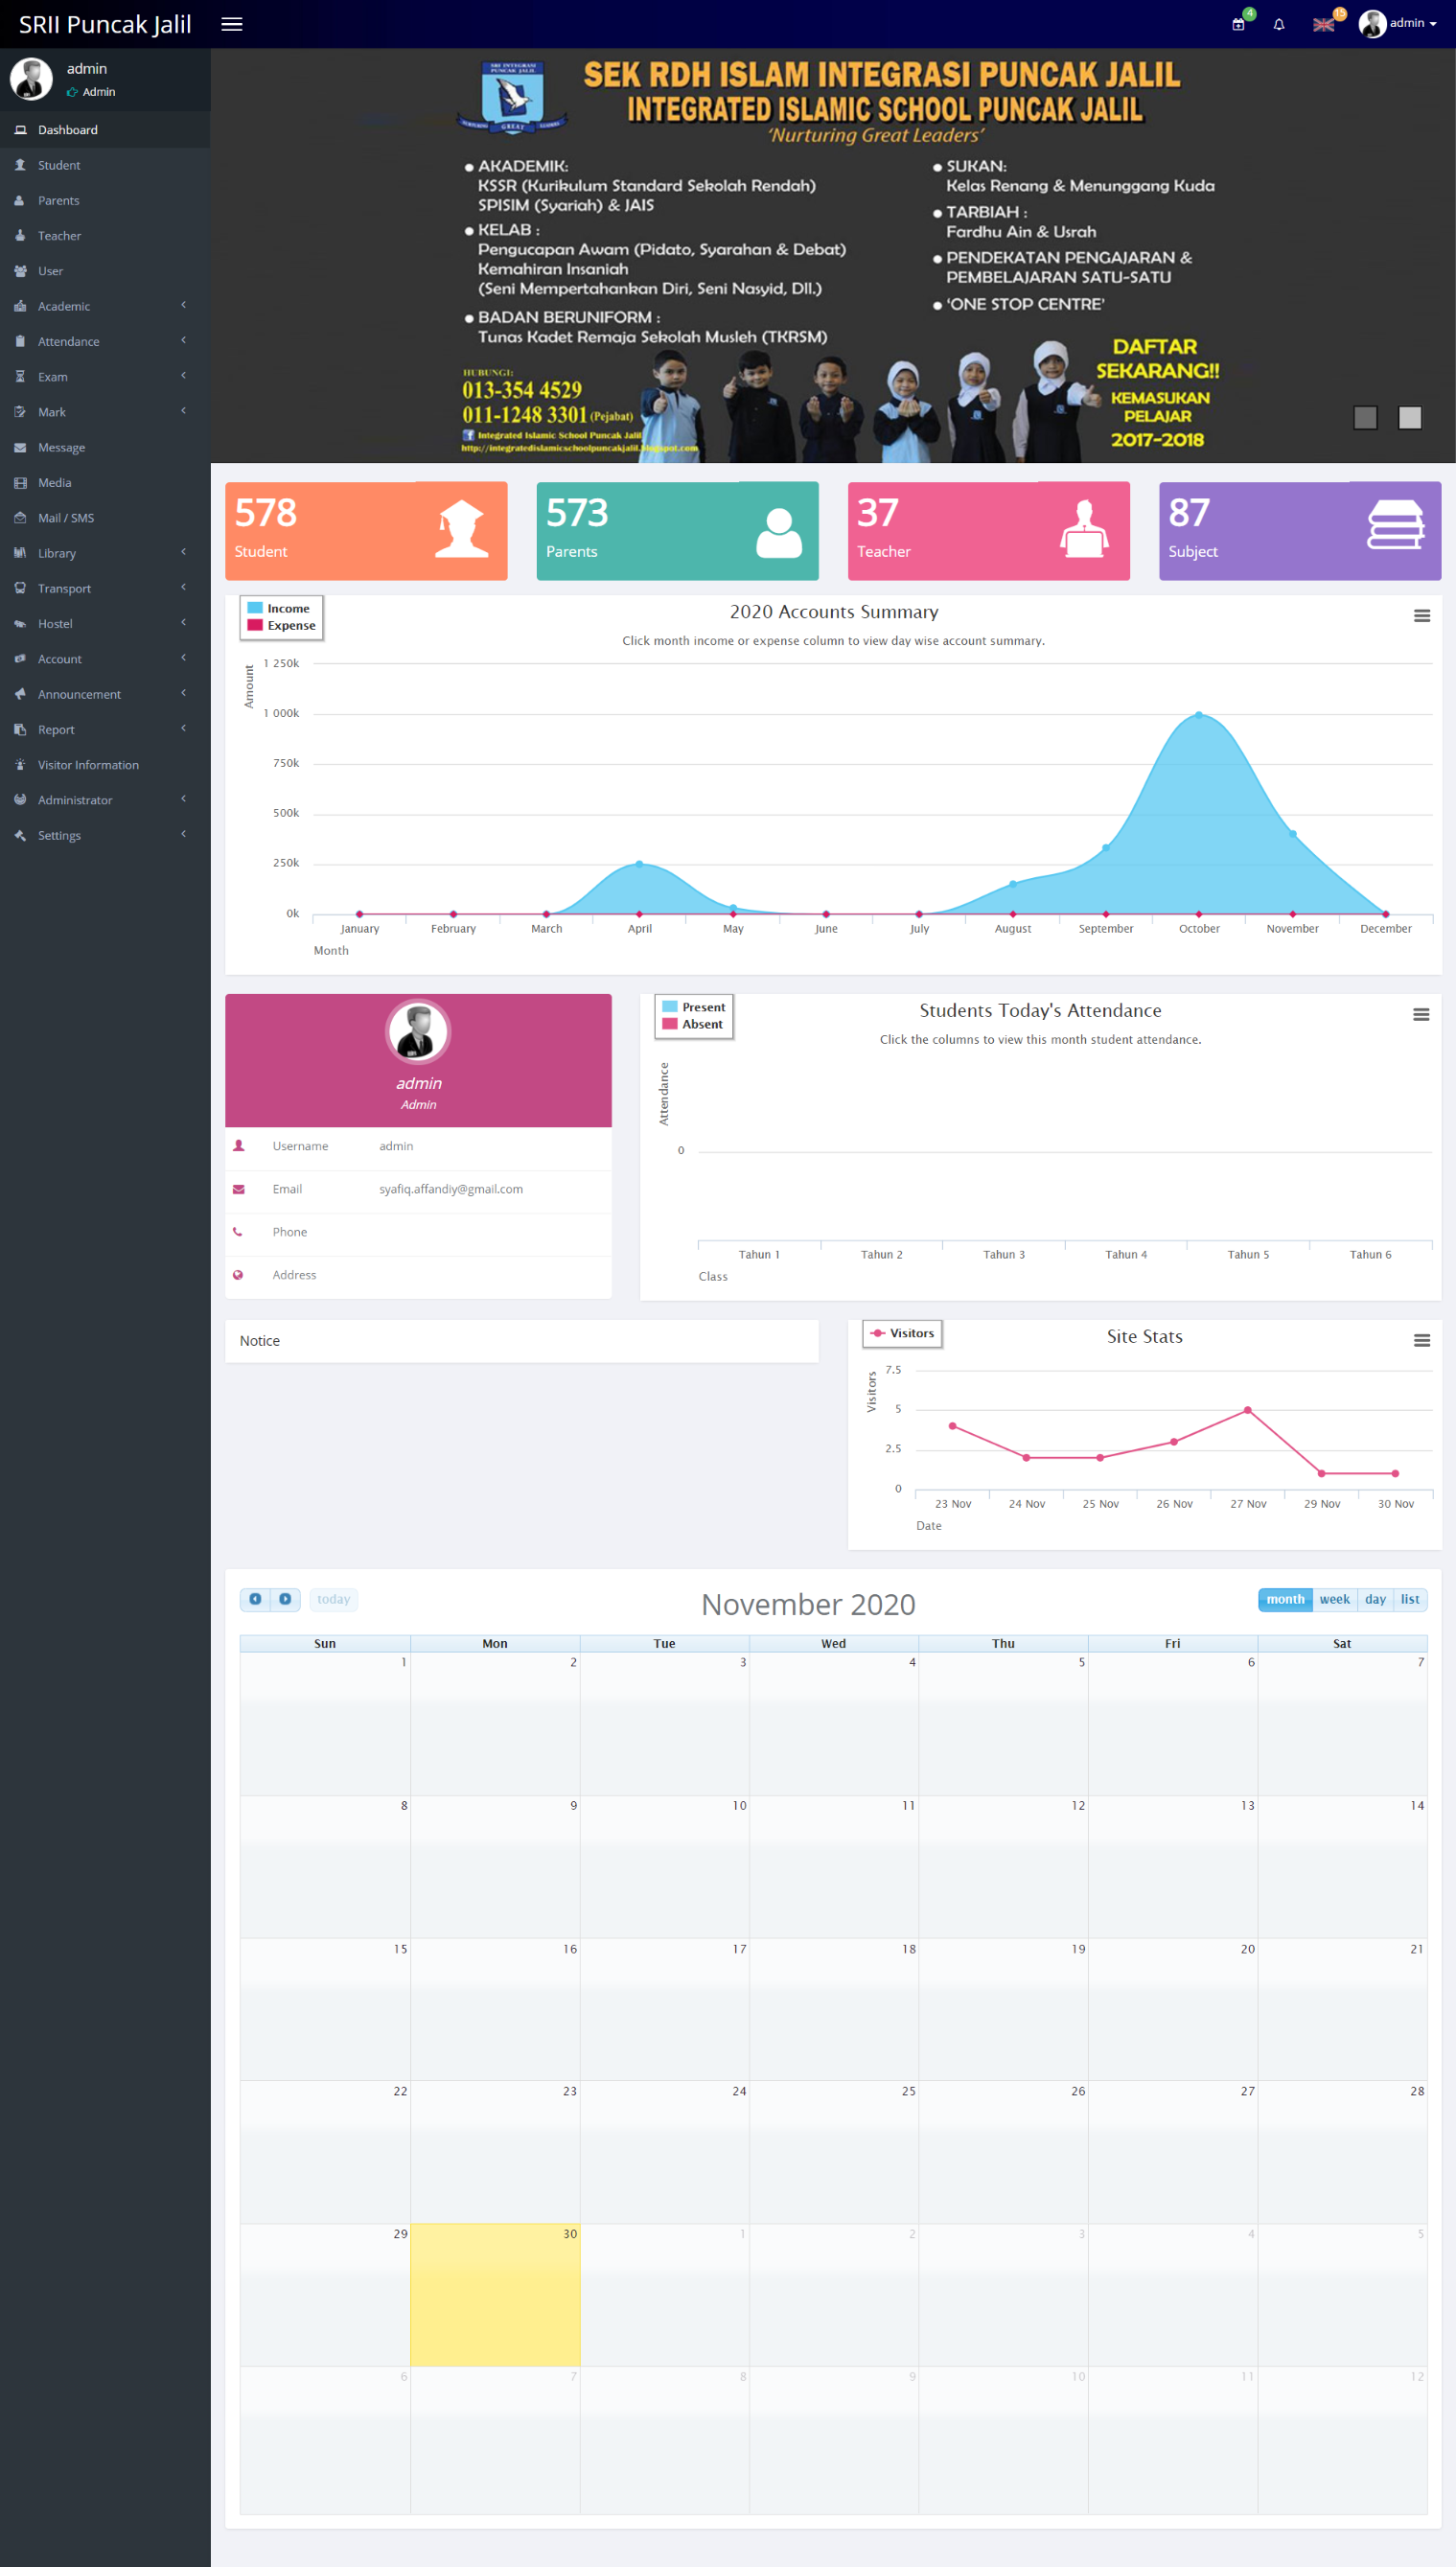 SRII Puncak Jalil
4
15
admin
admin
Admin
Dashboard
Student
Parents
Teacher
User
Academic
Attendance
Exam
Mark
Message
Media
Mail / SMS
Library
Transport
Hostel
Account
Announcement
Report
Visitor Information
Administrator
Settings
SRI INTEGRASI
PUNCAK JALIL
NURTURING GREAT LEADERS
SEK RDH ISLAM INTEGRASI PUNCAK JALIL
INTEGRATED ISLAMIC SCHOOL PUNCAK JALIL
'Nurturing Great Leaders'
● AKADEMIK:
KSSR (Kurikulum Standard Sekolah Rendah)
SPISIM (Syariah) & JAIS
● KELAB :
Pengucapan Awam (Pidato, Syarahan & Debat)
Kemahiran Insaniah
(Seni Mempertahankan Diri, Seni Nasyid, Dll.)
● BADAN BERUNIFORM :
Tunas Kadet Remaja Sekolah Musleh (TKRSM)
● SUKAN:
Kelas Renang & Menunggang Kuda
● TARBIAH :
Fardhu Ain & Usrah
● PENDEKATAN PENGAJARAN &
PEMBELAJARAN SATU-SATU
● 'ONE STOP CENTRE'
HUBUNGI:
013-354 4529
011-1248 3301 (Pejabat)
Integrated Islamic School Puncak Jalil
http://integratedislamicschoolpuncakjalil.blogspot.com
DAFTAR
SEKARANG!!
KEMASUKAN
PELAJAR
2017-2018
578
Student
573
Parents
37
Teacher
87
Subject
Income
Expense
2020 Accounts Summary
Click month income or expense column to view day wise account summary.
Amount
1 250k
1 000k
750k
500k
250k
0k
January February March April May June July August September October November December
Month
admin
Admin
Username admin
Email syafiq.affandiy@gmail.com
Phone
Address
Present
Absent
Students Today's Attendance
Click the columns to view this month student attendance.
Attendance
0
Tahun 1 Tahun 2 Tahun 3 Tahun 4 Tahun 5 Tahun 6
Class
Notice
Visitors
Site Stats
Visitors
7.5
5
2.5
0
23 Nov 24 Nov 25 Nov 26 Nov 27 Nov 29 Nov 30 Nov
Date
today
November 2020
month week day list
Sun Mon Tue Wed Thu Fri Sat
1 2 3 4 5 6 7
8 9 10 11 12 13 14
15 16 17 18 19 20 21
22 23 24 25 26 27 28
29 30 1 2 3 4 5
6 7 8 9 10 11 12